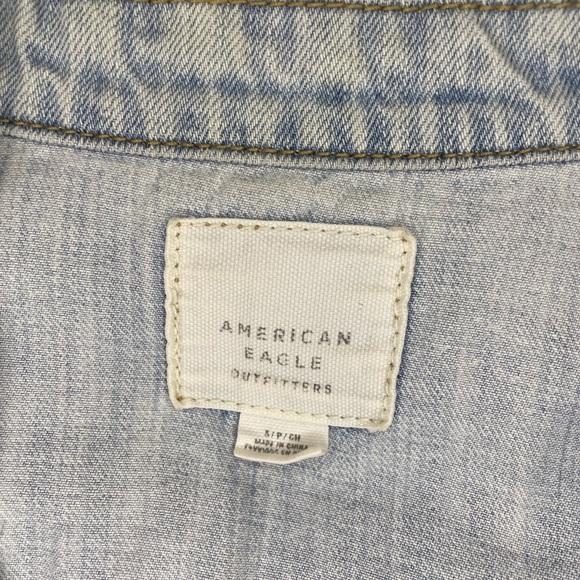 AMERICAN
EAGLE
OUTFITTERS
S/P/CH
MADE IN CHINA